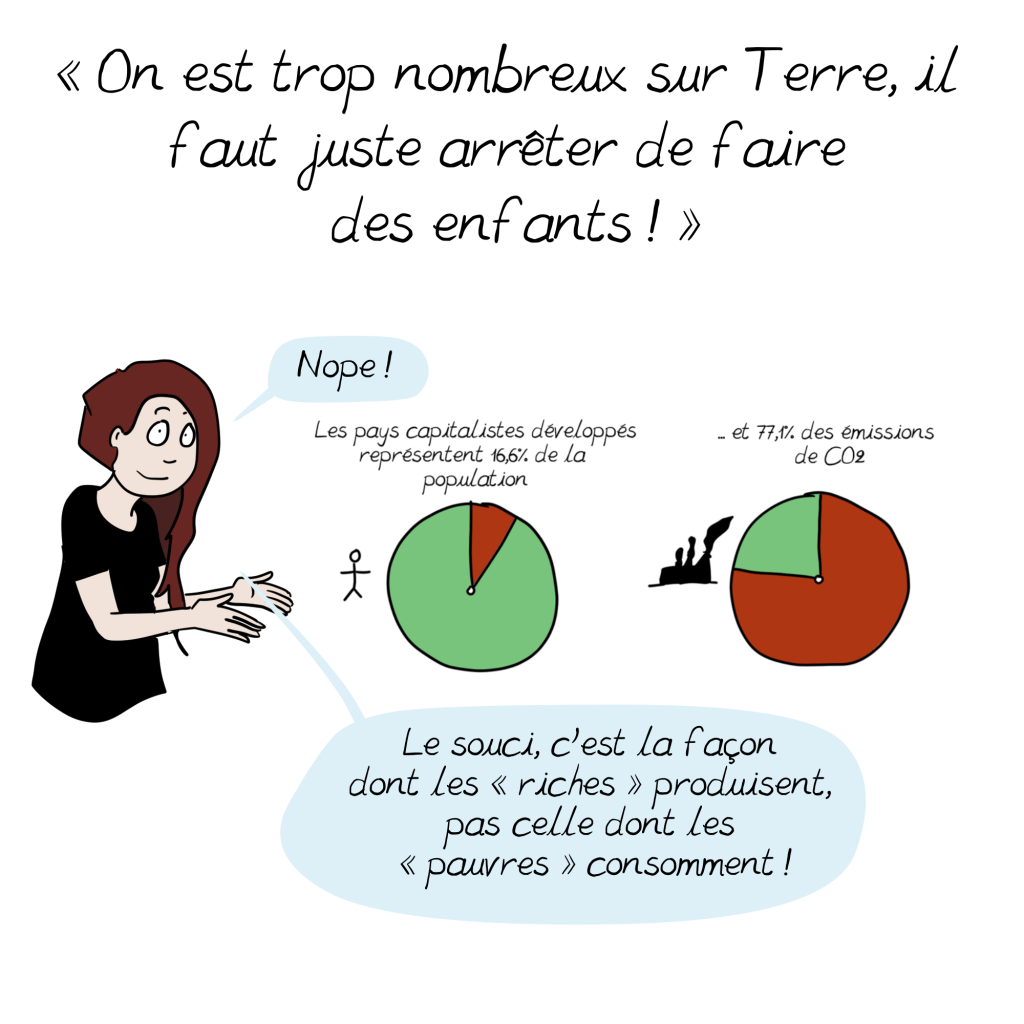 « On est trop nombreux sur Terre, il
faut juste arrêter de faire
des enfants ! »
Nope !
Les pays capitalistes développés
représentent 16,6% de la
population
... et 77,1% des émissions
de CO2
Le souci, c'est la façon
dont les « riches » produisent,
pas celle dont les
« pauvres » consomment !